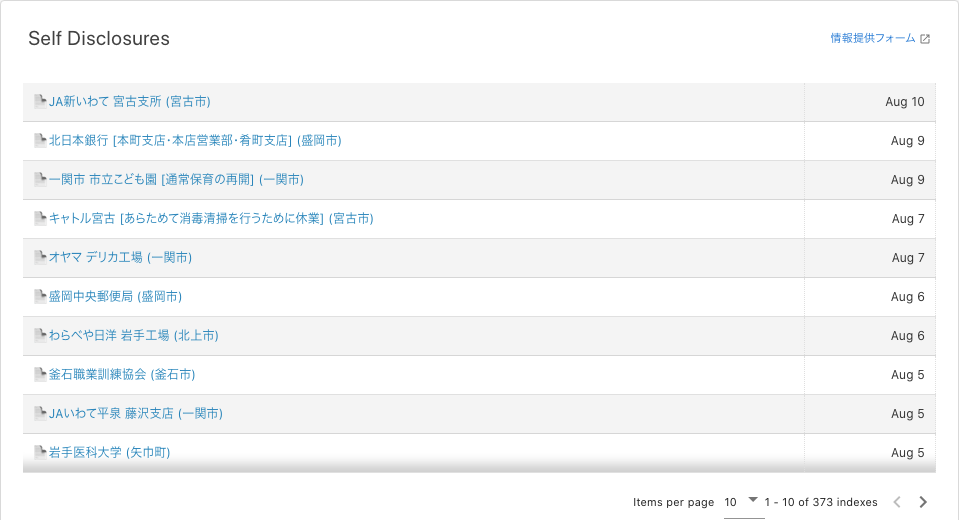 Self Disclosures
情報提供フォーム
JA新いわて 宮古支所 (宮古市) Aug 10
北日本銀行 [本町支店・本店営業部・肴町支店] (盛岡市) Aug 9
一関市 市立こども園 [通常保育の再開] (一関市) Aug 9
キャトル宮古 [あらためて消毒清掃を行うために休業] (宮古市) Aug 7
オヤマ デリカ工場 (一関市) Aug 7
盛岡中央郵便局 (盛岡市) Aug 6
わらべや日洋 岩手工場 (北上市) Aug 6
釜石職業訓練協会 (釜石市) Aug 5
JAいわて平泉 藤沢支店 (一関市) Aug 5
岩手医科大学 (矢巾町) Aug 5
Items per page 10 1 - 10 of 373 indexes